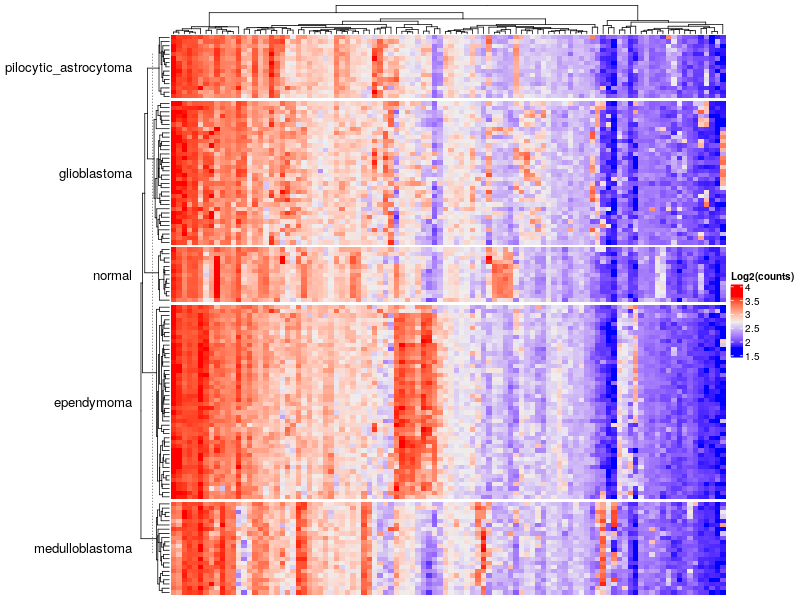 pilocytic_astrocytoma
glioblastoma
normal
ependymoma
medulloblastoma
Log2(counts)
4
3.5
3
2.5
2
1.5